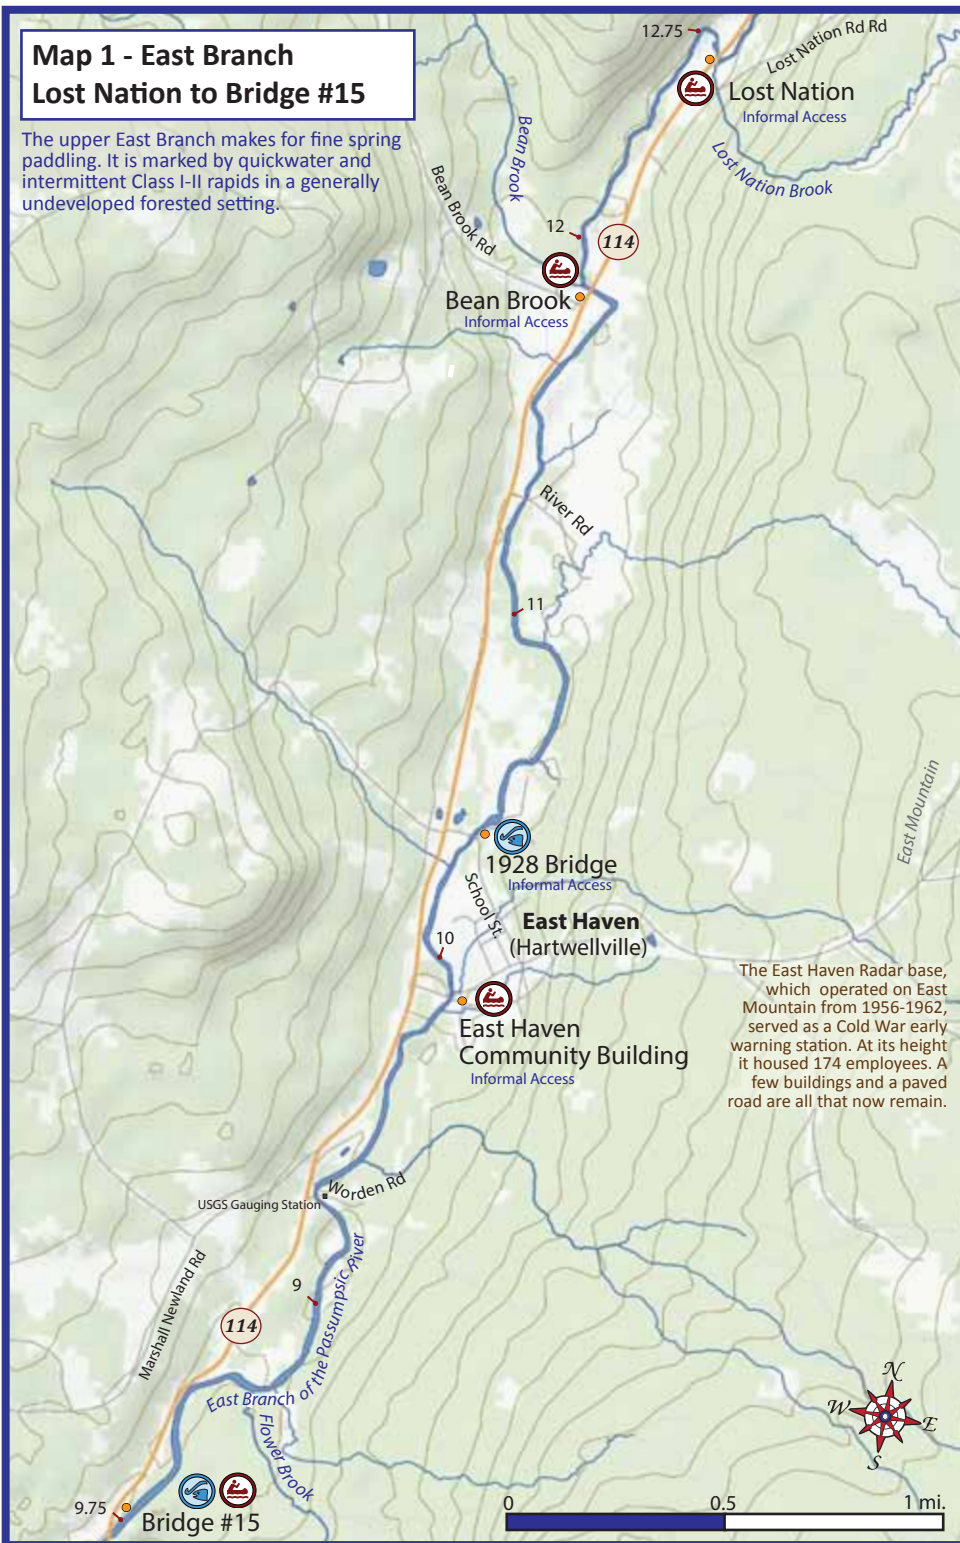 Map 1 - East Branch
Lost Nation to Bridge #15
The upper East Branch makes for fine spring
paddling. It is marked by quickwater and
intermittent Class I-II rapids in a generally
undeveloped forested setting.
12.75
Lost Nation Rd Rd
Lost Nation
Informal Access
Lost Nation Brook
Bean Brook
Bean Brook Rd
12
114
Bean Brook
Informal Access
River Rd
11
East Mountain
1928 Bridge
Informal Access
School St.
East Haven
(Hartwellville)
10
East Haven
Community Building
Informal Access
The East Haven Radar base,
which operated on East
Mountain from 1956-1962,
served as a Cold War early
warning station. At its height
it housed 174 employees. A
few buildings and a paved
road are all that now remain.
Worden Rd
USGS Gauging Station
Marshall Newland Rd
9
114
East Branch of the Passumpsic River
Flower Brook
9.75
Bridge #15
N
W
E
S
0
0.5
1 mi.